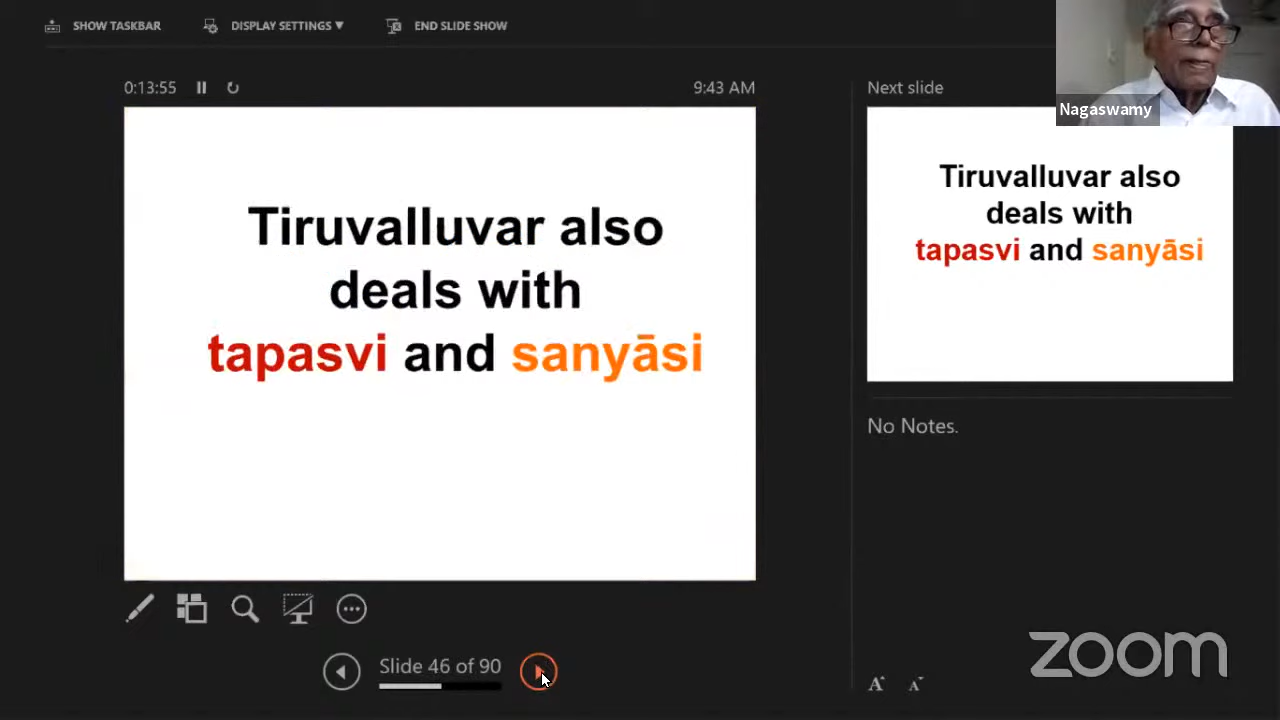 SHOW TASKBAR
DISPLAY SETTINGS ▼
END SLIDE SHOW
0:13:55
9:43 AM
Tiruvalluvar also
deals with
tapasvi and sanyāsi
Next slide
Nagaswamy
Tiruvalluvar also
deals with
tapasvi and sanyāsi
No Notes.
Slide 46 of 90
A A
zoom